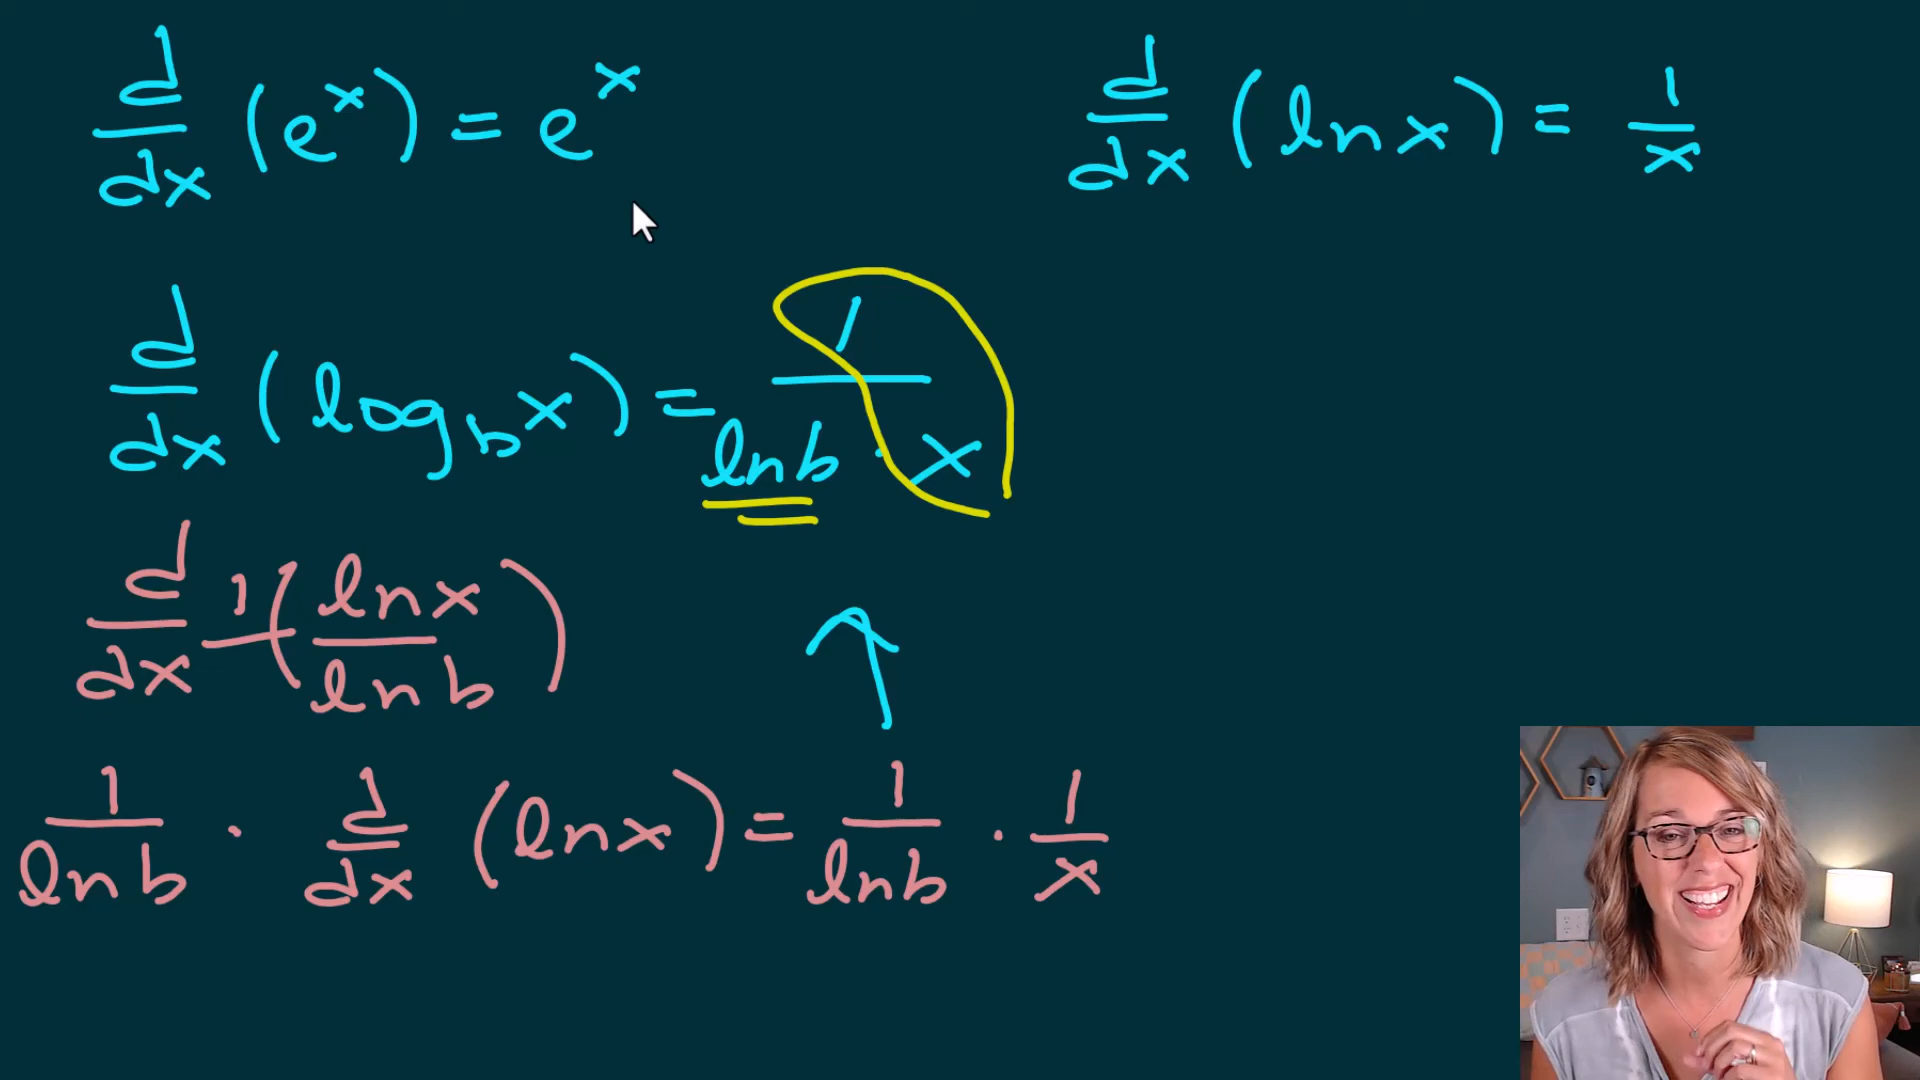 d/dx (e^x) = e^x
d/dx (ln x) = 1/x
d/dx (log_b x) = 1/(ln b · x)
d/dx 1 (ln x/ln b)
1/ln b · d/dx (ln x) = 1/ln b · 1/x